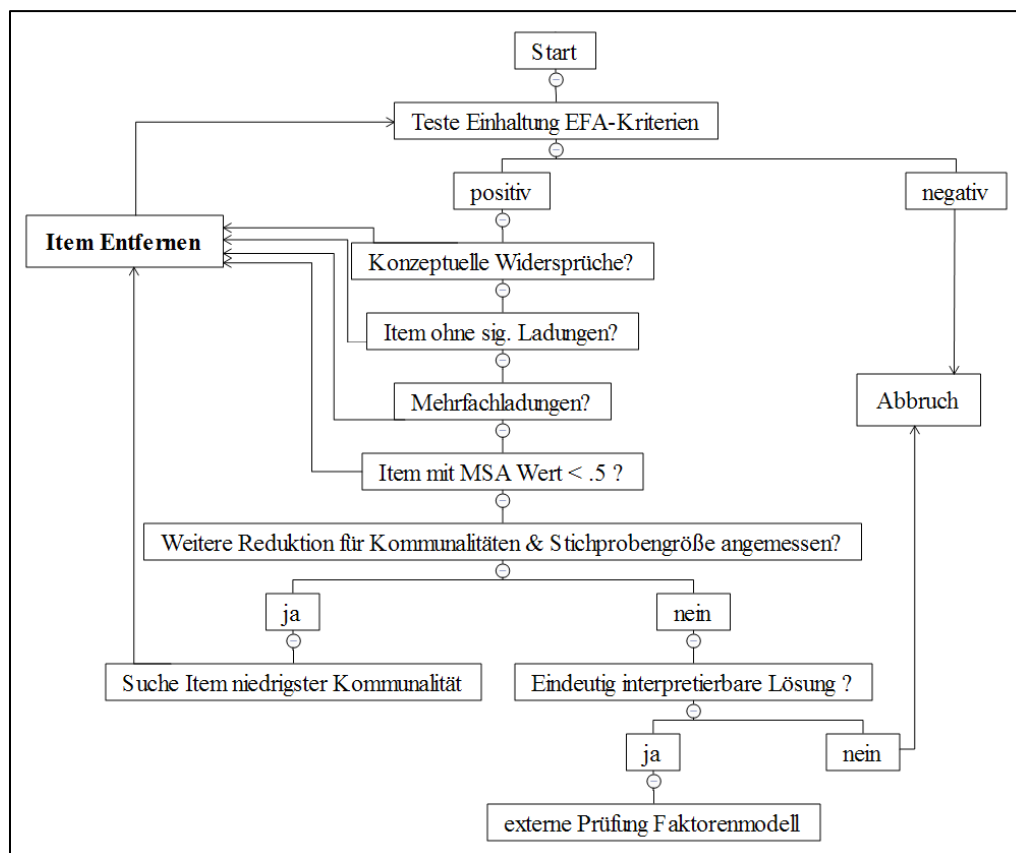 Start
Teste Einhaltung EFA-Kriterien
positiv
negativ
Item Entfernen
Konzeptuelle Widersprüche?
Item ohne sig. Ladungen?
Mehrfachladungen?
Abbruch
Item mit MSA Wert < .5 ?
Weitere Reduktion für Kommunalitäten & Stichprobengröße angemessen?
ja
nein
Suche Item niedrigster Kommunalität
Eindeutig interpretierbare Lösung ?
ja
nein
externe Prüfung Faktorenmodell